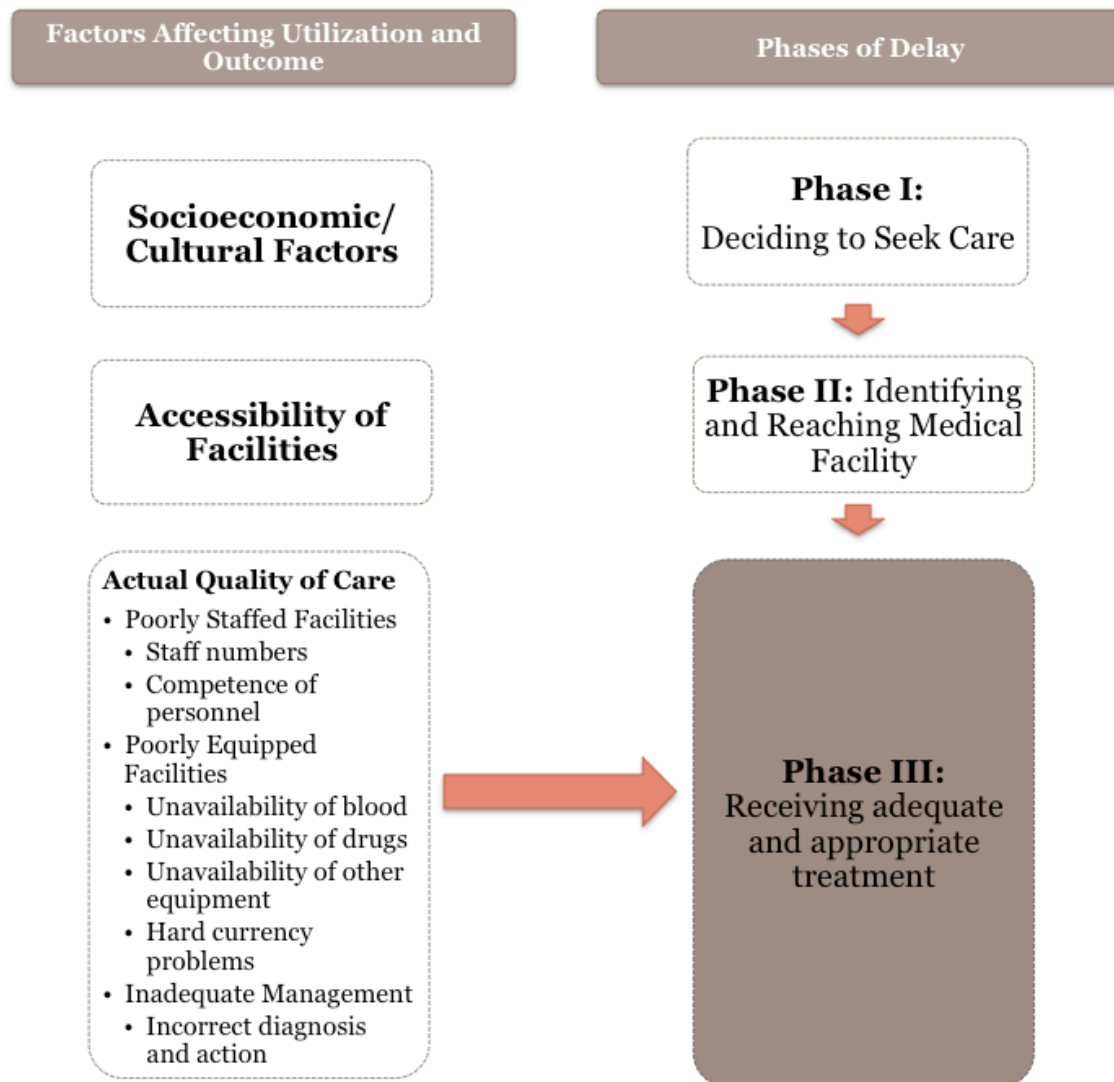 Factors Affecting Utilization and
Outcome
Phases of Delay
Socioeconomic/
Cultural Factors
Phase I:
Deciding to Seek Care
Accessibility of
Facilities
Phase II: Identifying
and Reaching Medical
Facility
Actual Quality of Care
• Poorly Staffed Facilities
• Staff numbers
• Competence of
personnel
• Poorly Equipped
Facilities
• Unavailability of blood
• Unavailability of drugs
• Unavailability of other
equipment
• Hard currency
problems
• Inadequate Management
• Incorrect diagnosis
and action
Phase III:
Receiving adequate
and appropriate
treatment